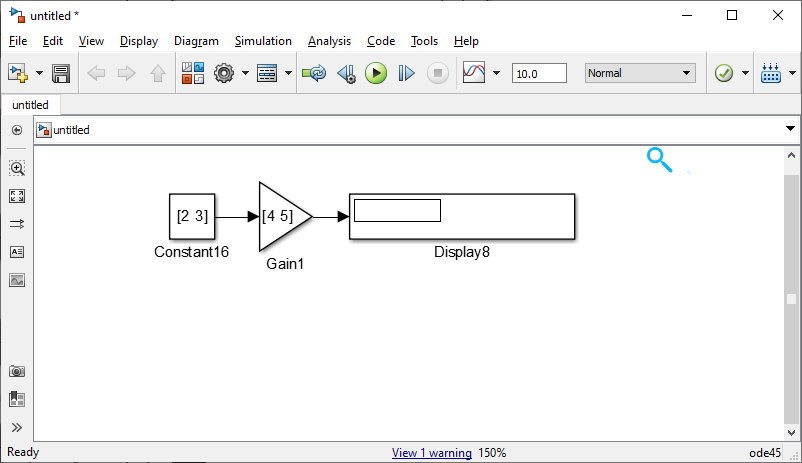 untitled *
File Edit View Display Diagram Simulation Analysis Code Tools Help
10.0 Normal
untitled
untitled
[2 3] [4 5]
Constant16 Gain1 Display8
Ready View 1 warning 150% ode45